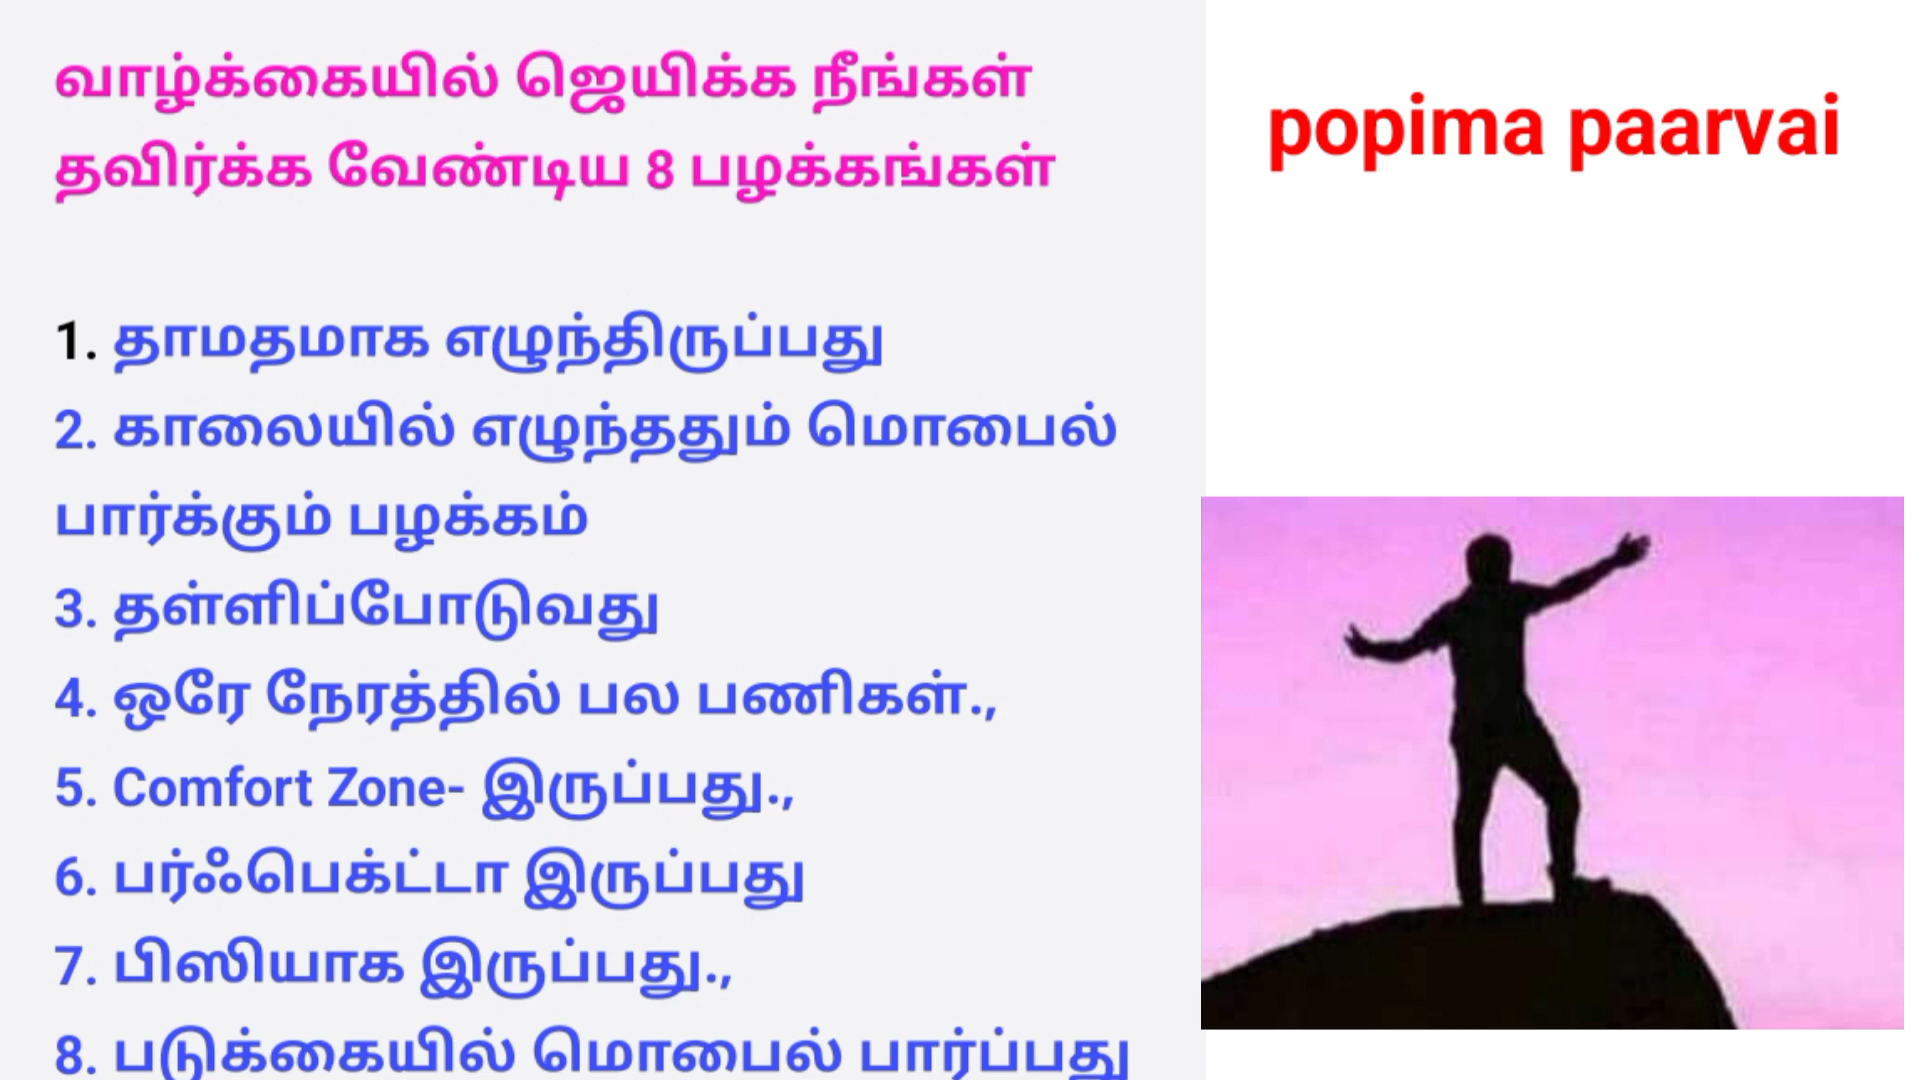 வாழ்க்கையில் ஜெயிக்க நீங்கள்
தவிர்க்க வேண்டிய 8 பழக்கங்கள்
popima paarvai
1. தாமதமாக எழுந்திருப்பது
2. காலையில் எழுந்ததும் மொபைல்
பார்க்கும் பழக்கம்
3. தள்ளிப்போடுவது
4. ஒரே நேரத்தில் பல பணிகள்.,
5. Comfort Zone- இருப்பது.,
6. பர்ஃபெக்ட்டா இருப்பது
7. பிஸியாக இருப்பது.,
8. படுக்கையில் மொபைல் பார்ப்பது